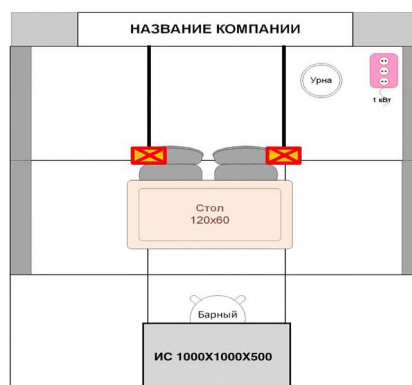 НАЗВАНИЕ КОМПАНИИ
Урна
1 кВт
Стол
120х60
Барный
ИС 1000Х1000Х500